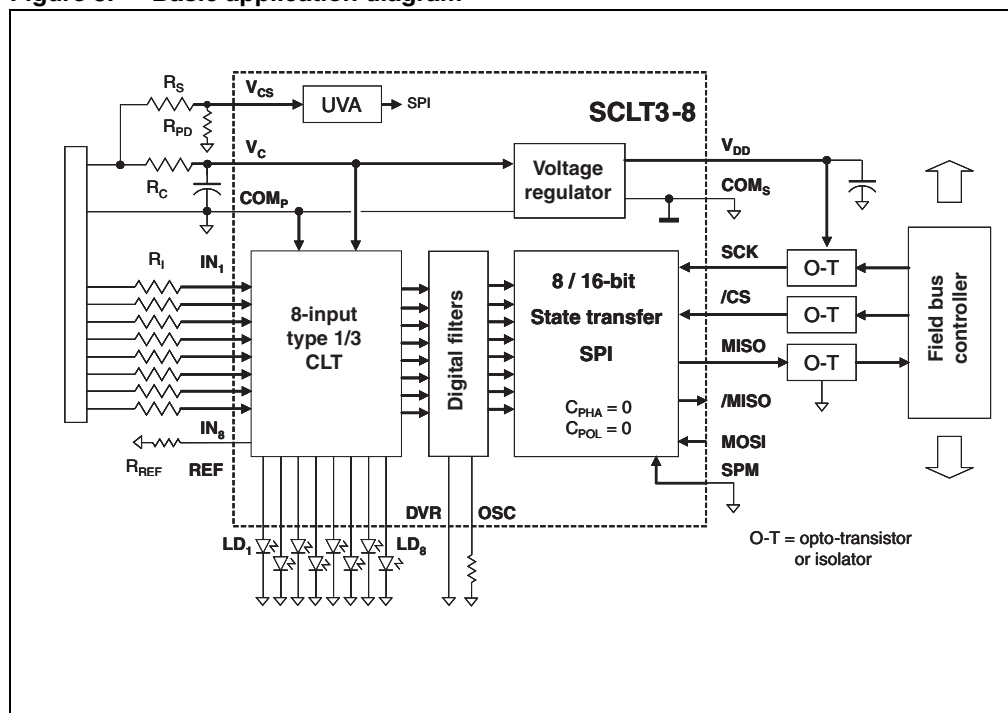 Figure 3. Basic application diagram
RS
VCS
UVA
SPI
SCLT3-8
RPD
VC
Voltage
regulator
VDD
RC
COMP
COMS
RI
IN1
8-input
type 1/3
CLT
Digital filters
8 / 16-bit
State transfer
SPI
CPHA = 0
CPOL = 0
SCK
O-T
/CS
O-T
MISO
O-T
/MISO
MOSI
SPM
Field bus
controller
IN8
RREF
REF
DVR
OSC
LD1
LD8
O-T = opto-transistor
or isolator